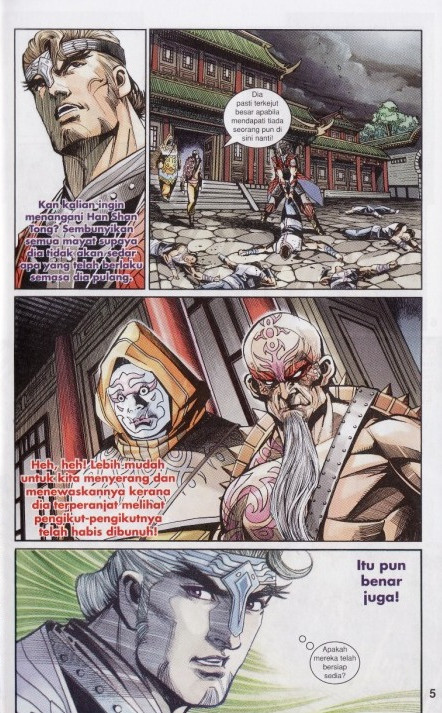 Kan kalian ingin
menangani Han Shan
Tong? Sembunyikan
semua mayat supaya
dia tidak akan sedar
apa yang telah berlaku
semasa dia pulang.
Dia
pasti terkejut
besar apabila
mendapati tiada
seorang pun di
sini nanti!
Heh, heh! Lebih mudah
untuk kita menyerang dan
menewaskannya kerana
dia terperanjat melihat
pengikut-pengikutnya
telah habis dibunuh!
Itu pun
benar
juga!
Apakah
mereka telah
bersiap
sedia?
5